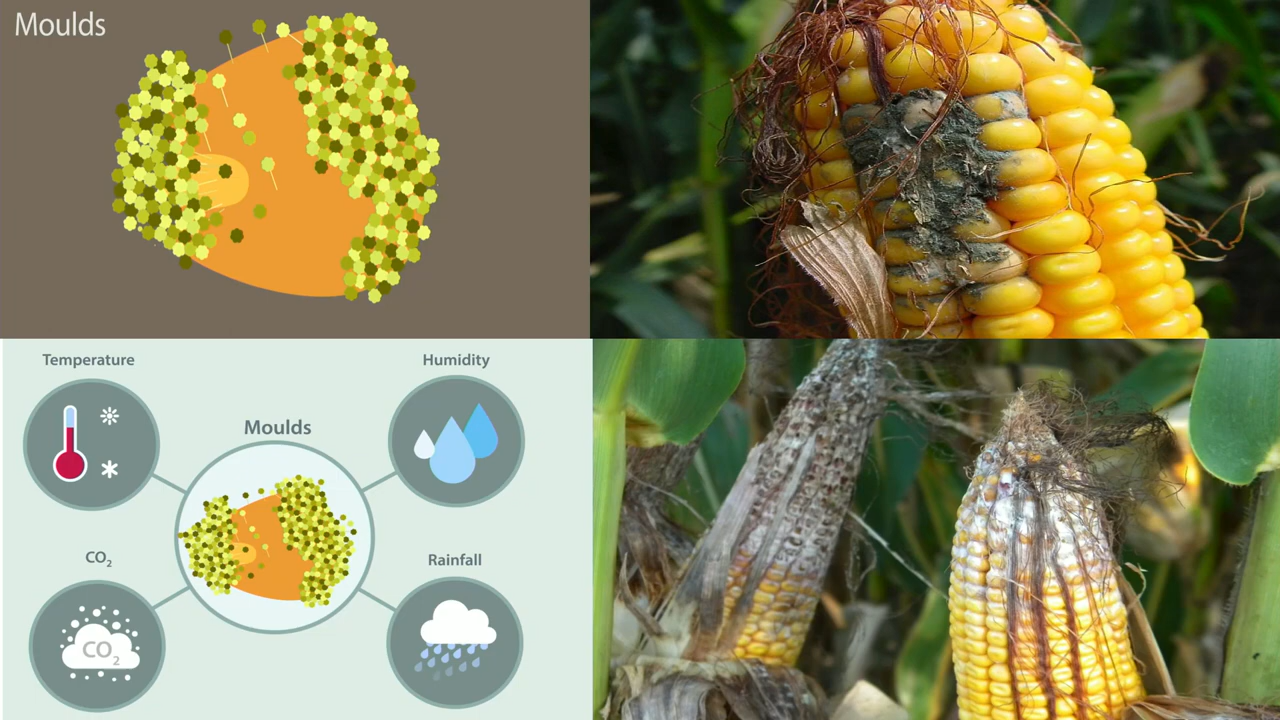 Moulds
Temperature
Humidity
Moulds
CO₂
Rainfall
CO₂